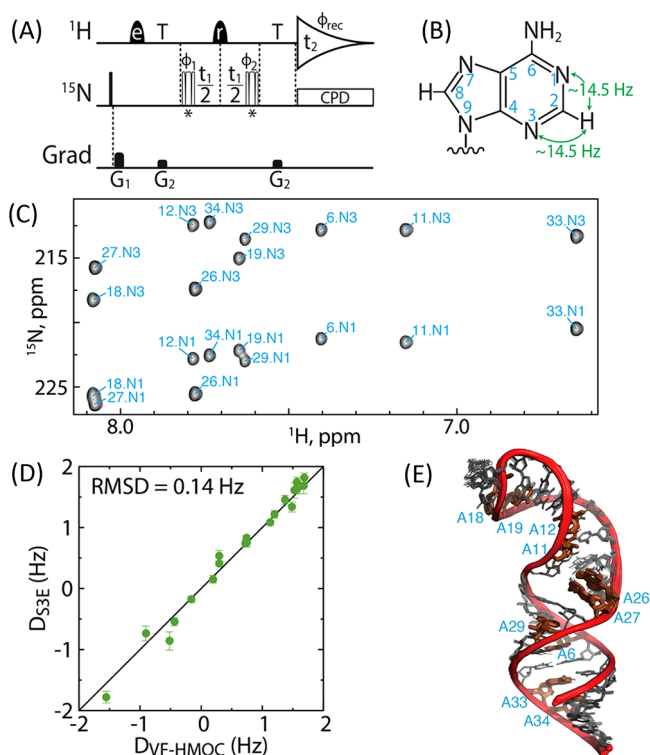 (A)
¹H
e
T
r
T
ϕrec
t₂
ϕ₁
t₁
2
t₁
2
ϕ₂
¹⁵N
*
*
CPD
Grad
G₁
G₂
G₂
(B)
NH₂
N
7
5
6
1
N
~14.5 Hz
H
8
9
4
3
2
H
N
N
~14.5 Hz
(C)
12.N3
34.N3
29.N3
6.N3
11.N3
33.N3
27.N3
19.N3
18.N3
26.N3
215
¹⁵N, ppm
33.N1
12.N1
34.N1
19.N1
6.N1
11.N1
29.N1
18.N1
26.N1
27.N1
225
8.0
¹H, ppm
7.0
(D)
RMSD = 0.14 Hz
2
1
0
-1
-2
D_S3E (Hz)
-2
-1
0
1
2
D_VF-HMQC (Hz)
(E)
A18
A19
A12
A11
A26
A27
A29
A6
A33
A34